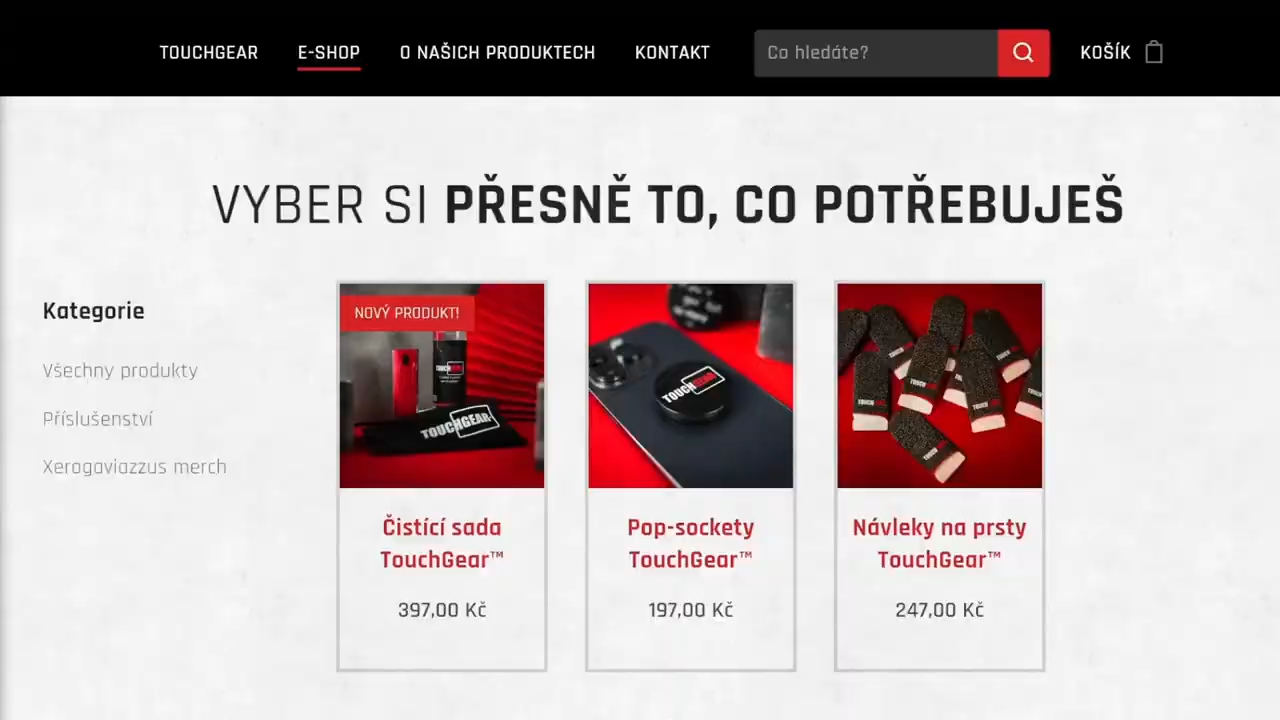 TOUCHGEAR E-SHOP O NAŠICH PRODUKTECH KONTAKT Co hledáte? KOŠÍK
VYBER SI PŘESNĚ TO, CO POTŘEBUJEŠ
Kategorie
Všechny produkty
Příslušenství
Xerogaviazzus merch
NOVÝ PRODUKT!
TOUCHGEAR
Čistící sada
TouchGear™
397,00 Kč
TOUCHGEAR
Pop-sockety
TouchGear™
197,00 Kč
Návleky na prsty
TouchGear™
247,00 Kč